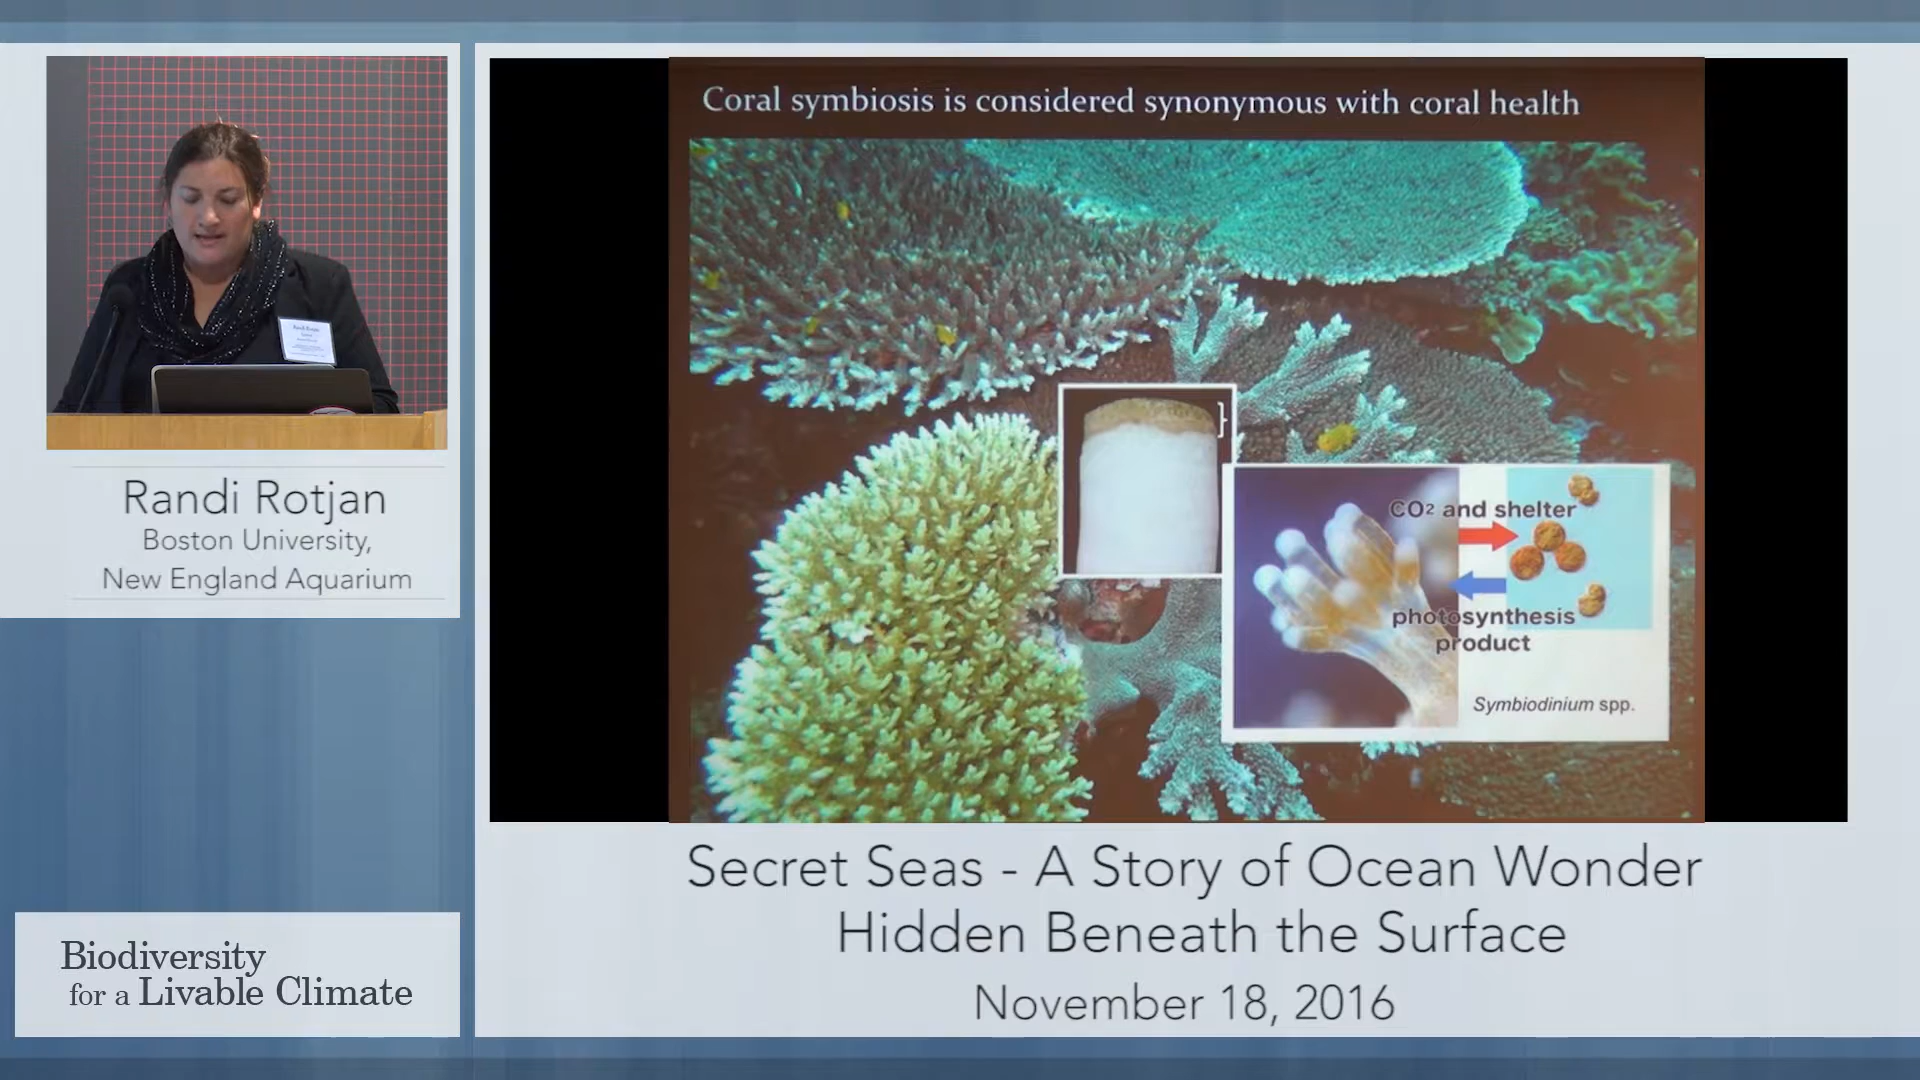 Coral symbiosis is considered synonymous with coral health
CO2 and shelter
photosynthesis
product
Symbiodinium spp.
Randi Rotjan
Boston University,
New England Aquarium
Biodiversity
for a Livable Climate
Secret Seas - A Story of Ocean Wonder
Hidden Beneath the Surface
November 18, 2016